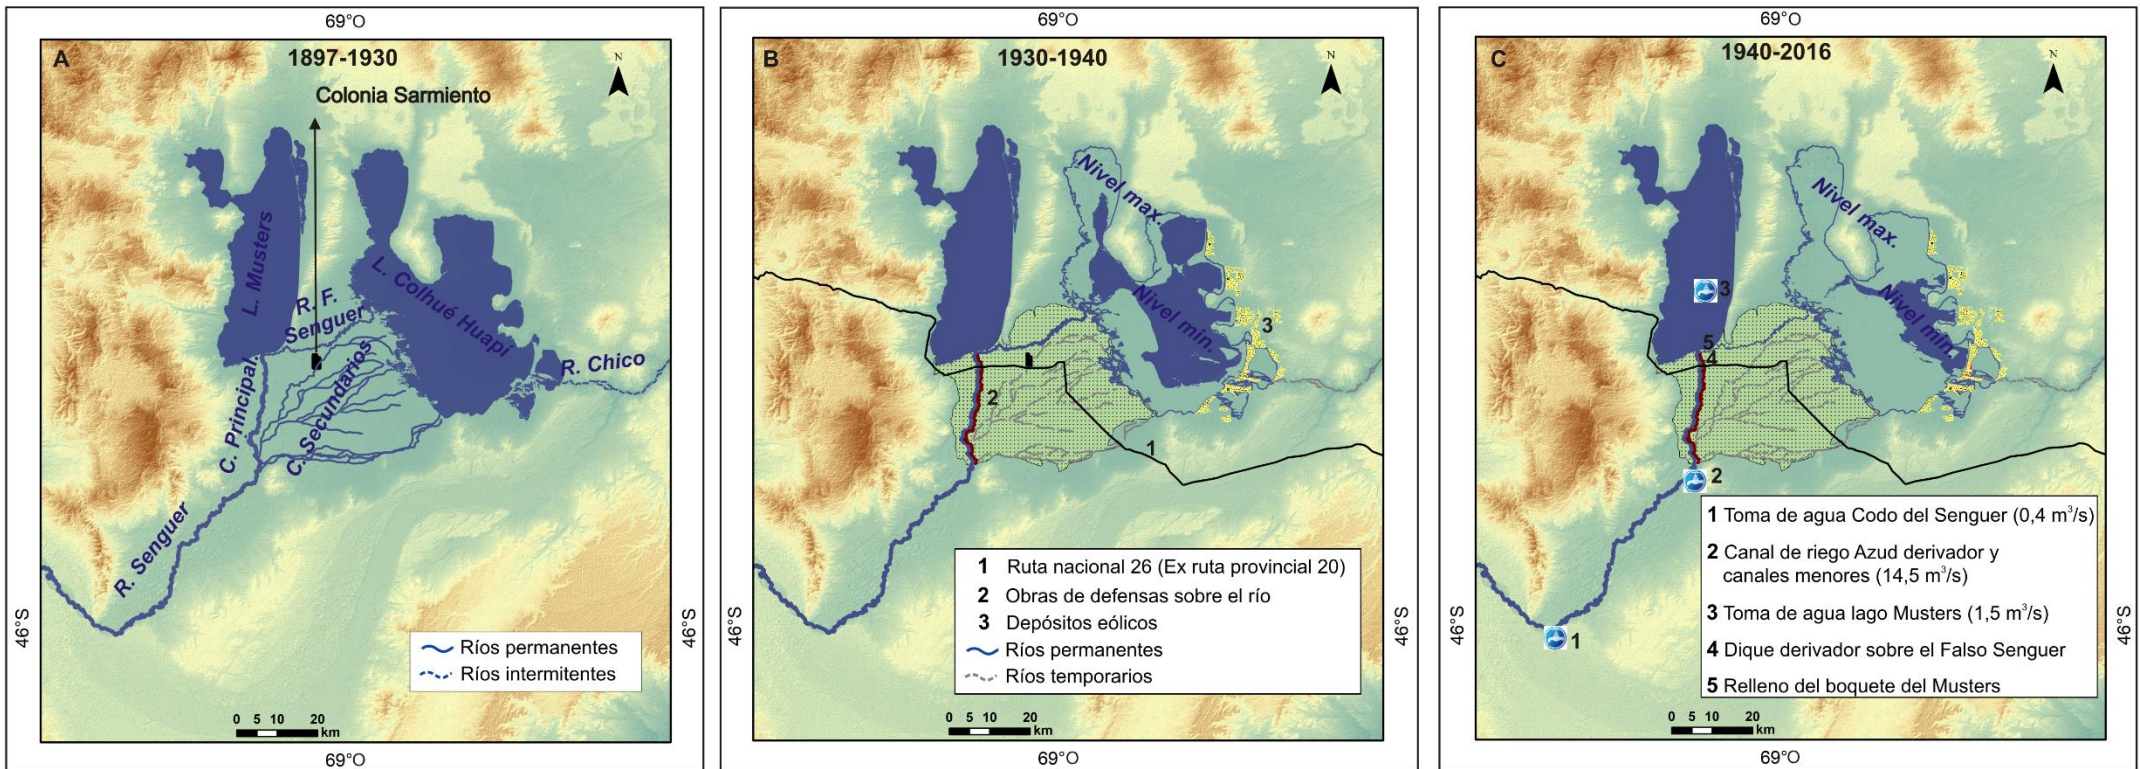 69°O
A
1897-1930
N
Colonia Sarmiento
L. Musters
R. F.
Senguer
L. Colhué Huapí
R. Chico
C. Principal
C. Secundarios
R. Senguer
46°S
46°S
Ríos permanentes
Ríos intermitentes
0 5 10 20
km
69°O
69°O
B
1930-1940
N
Nivel max.
Nivel min.
3
2
1
1 Ruta nacional 26 (Ex ruta provincial 20)
2 Obras de defensas sobre el río
3 Depósitos eólicos
Ríos permanentes
Ríos temporarios
46°S
0 5 10 20
km
69°O
69°O
C
1940-2016
N
Nivel max.
Nivel min.
3
5
4
2
1
1 Toma de agua Codo del Senguer (0,4 m³/s)
2 Canal de riego Azud derivador y
canales menores (14,5 m³/s)
3 Toma de agua lago Musters (1,5 m³/s)
4 Dique derivador sobre el Falso Senguer
5 Relleno del boquete del Musters
46°S
0 5 10 20
km
69°O